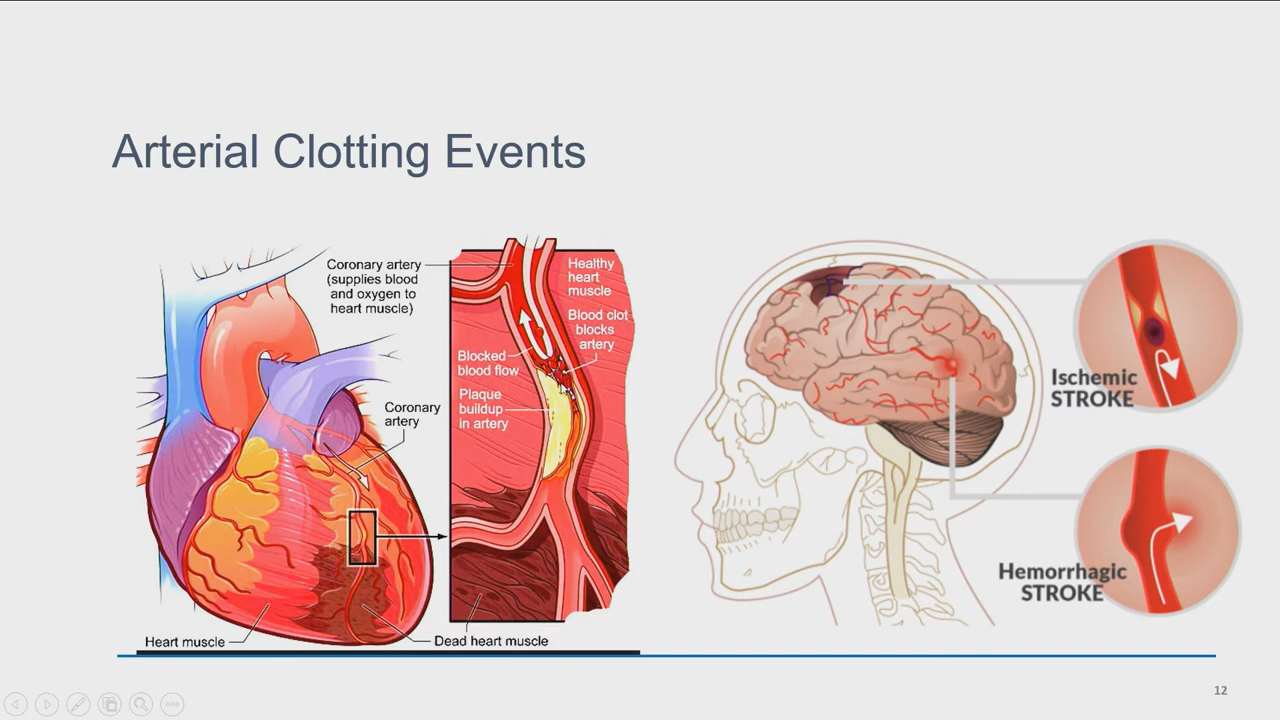 Arterial Clotting Events
Coronary artery
(supplies blood
and oxygen to
heart muscle)
Healthy
heart
muscle
Blood clot
blocks
artery
Blocked
blood flow
Plaque
buildup
in artery
Coronary
artery
Heart muscle
Dead heart muscle
Ischemic
STROKE
Hemorrhagic
STROKE
12